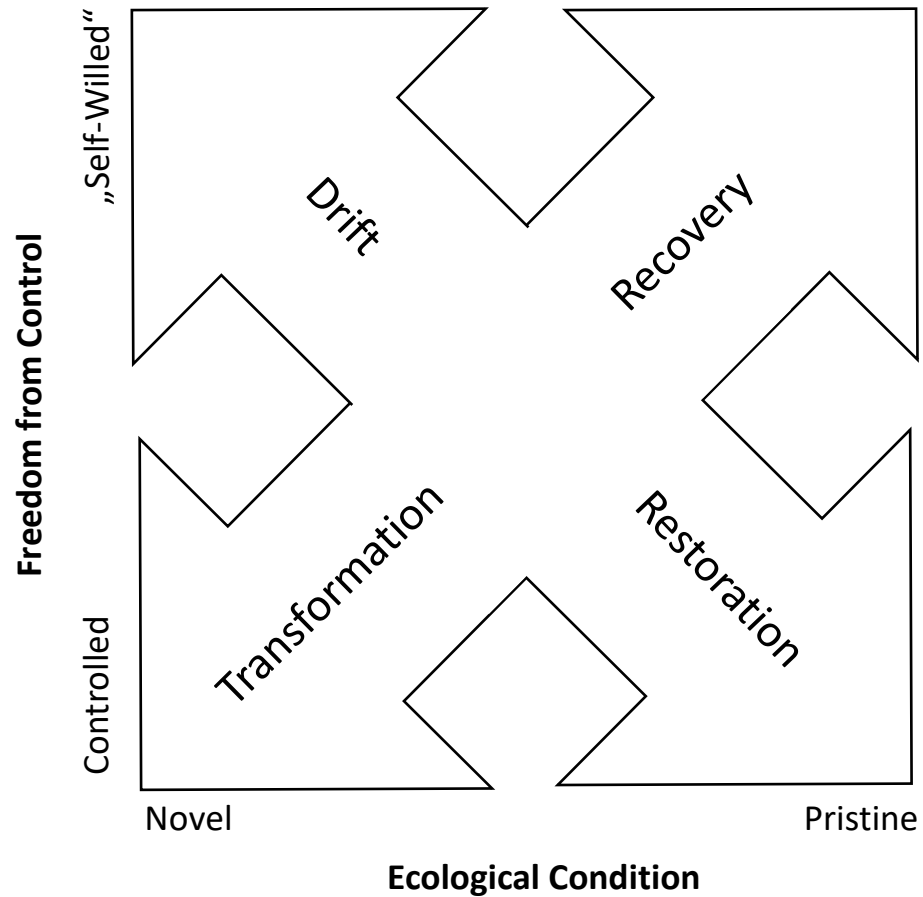 „Self-Willed“
Drift
Recovery
Freedom from Control
Transformation
Restoration
Controlled
Novel
Pristine
Ecological Condition